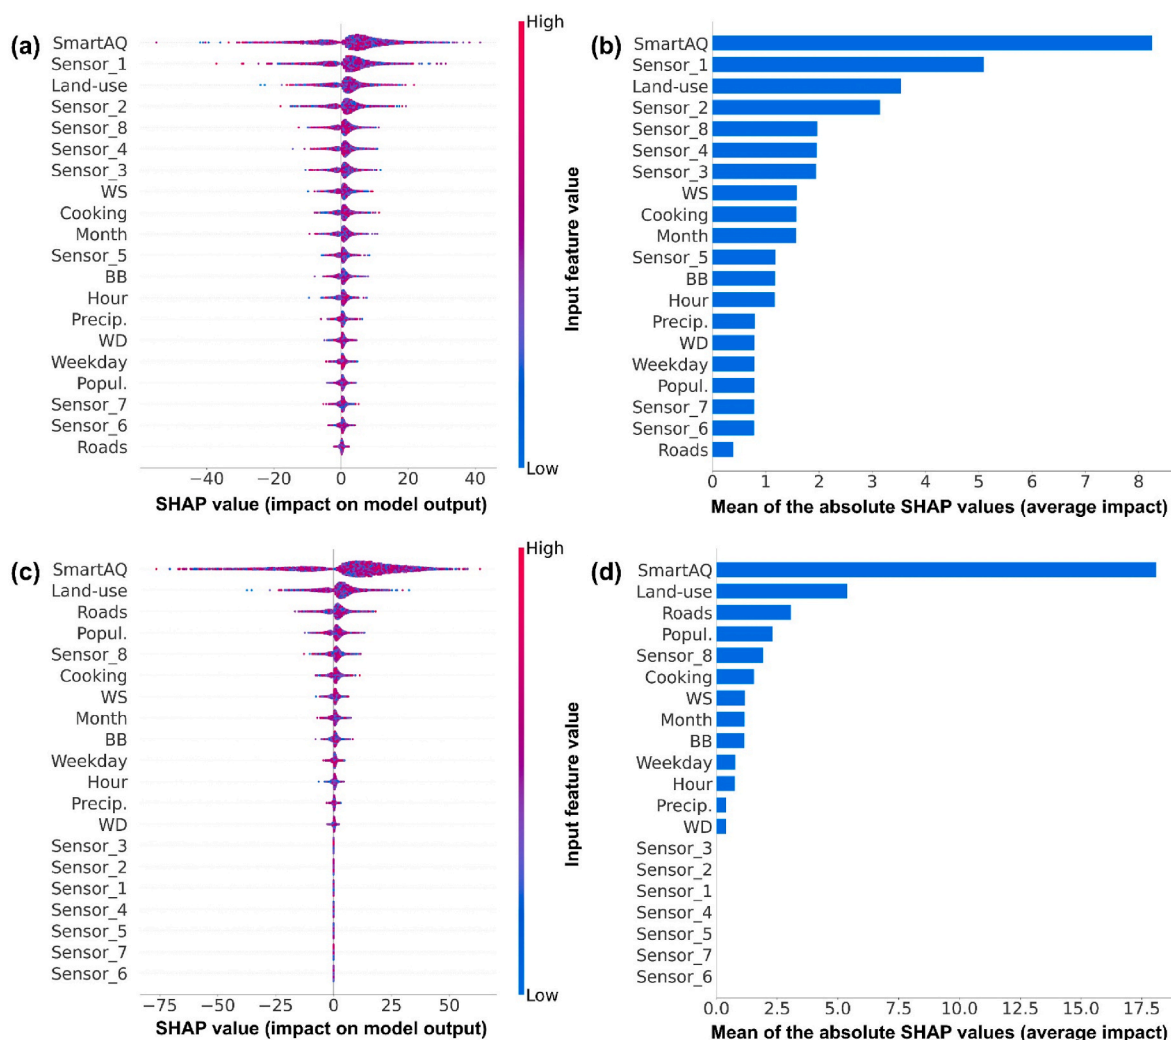 (a)
SmartAQ
Sensor_1
Land-use
Sensor_2
Sensor_8
Sensor_4
Sensor_3
WS
Cooking
Month
Sensor_5
BB
Hour
Precip.
WD
Weekday
Popul.
Sensor_7
Sensor_6
Roads
−40 −20 0 20 40
SHAP value (impact on model output)
High
Input feature value
Low
(b)
SmartAQ
Sensor_1
Land-use
Sensor_2
Sensor_8
Sensor_4
Sensor_3
WS
Cooking
Month
Sensor_5
BB
Hour
Precip.
WD
Weekday
Popul.
Sensor_7
Sensor_6
Roads
0 1 2 3 4 5 6 7 8
Mean of the absolute SHAP values (average impact)
(c)
SmartAQ
Land-use
Roads
Popul.
Sensor_8
Cooking
WS
Month
BB
Weekday
Hour
Precip.
WD
Sensor_3
Sensor_2
Sensor_1
Sensor_4
Sensor_5
Sensor_7
Sensor_6
−75 −50 −25 0 25 50
SHAP value (impact on model output)
High
Input feature value
Low
(d)
SmartAQ
Land-use
Roads
Popul.
Sensor_8
Cooking
WS
Month
BB
Weekday
Hour
Precip.
WD
Sensor_3
Sensor_2
Sensor_1
Sensor_4
Sensor_5
Sensor_7
Sensor_6
0.0 2.5 5.0 7.5 10.0 12.5 15.0 17.5
Mean of the absolute SHAP values (average impact)